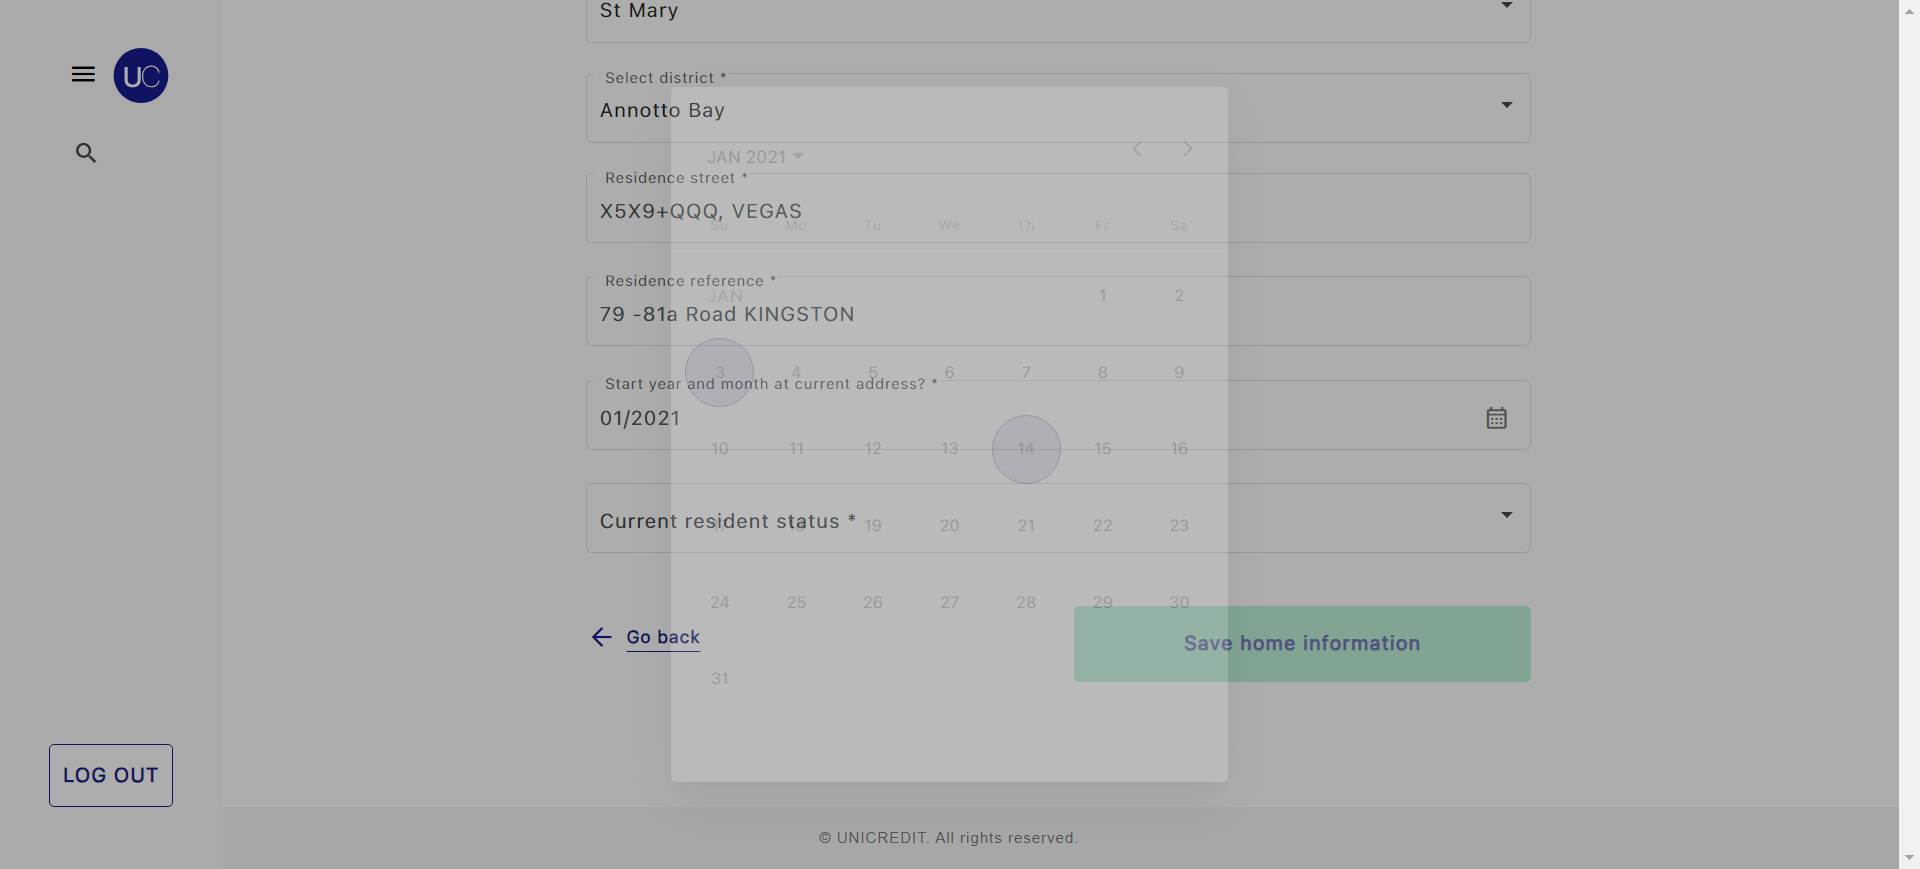 St Mary
UC
Select district *
Annotto Bay
JAN 2021
Residence street *
X5X9+QQQ, VEGAS
Su Mo Tu We Th Fr Sa
Residence reference *
JAN 1 2
79 -81a Road KINGSTON
3 4 5 6 7 8 9
Start year and month at current address? *
01/2021
10 11 12 13 14 15 16
Current resident status *
17 18 19 20 21 22 23
24 25 26 27 28 29 30
Go back
Save home information
31
LOG OUT
© UNICREDIT. All rights reserved.